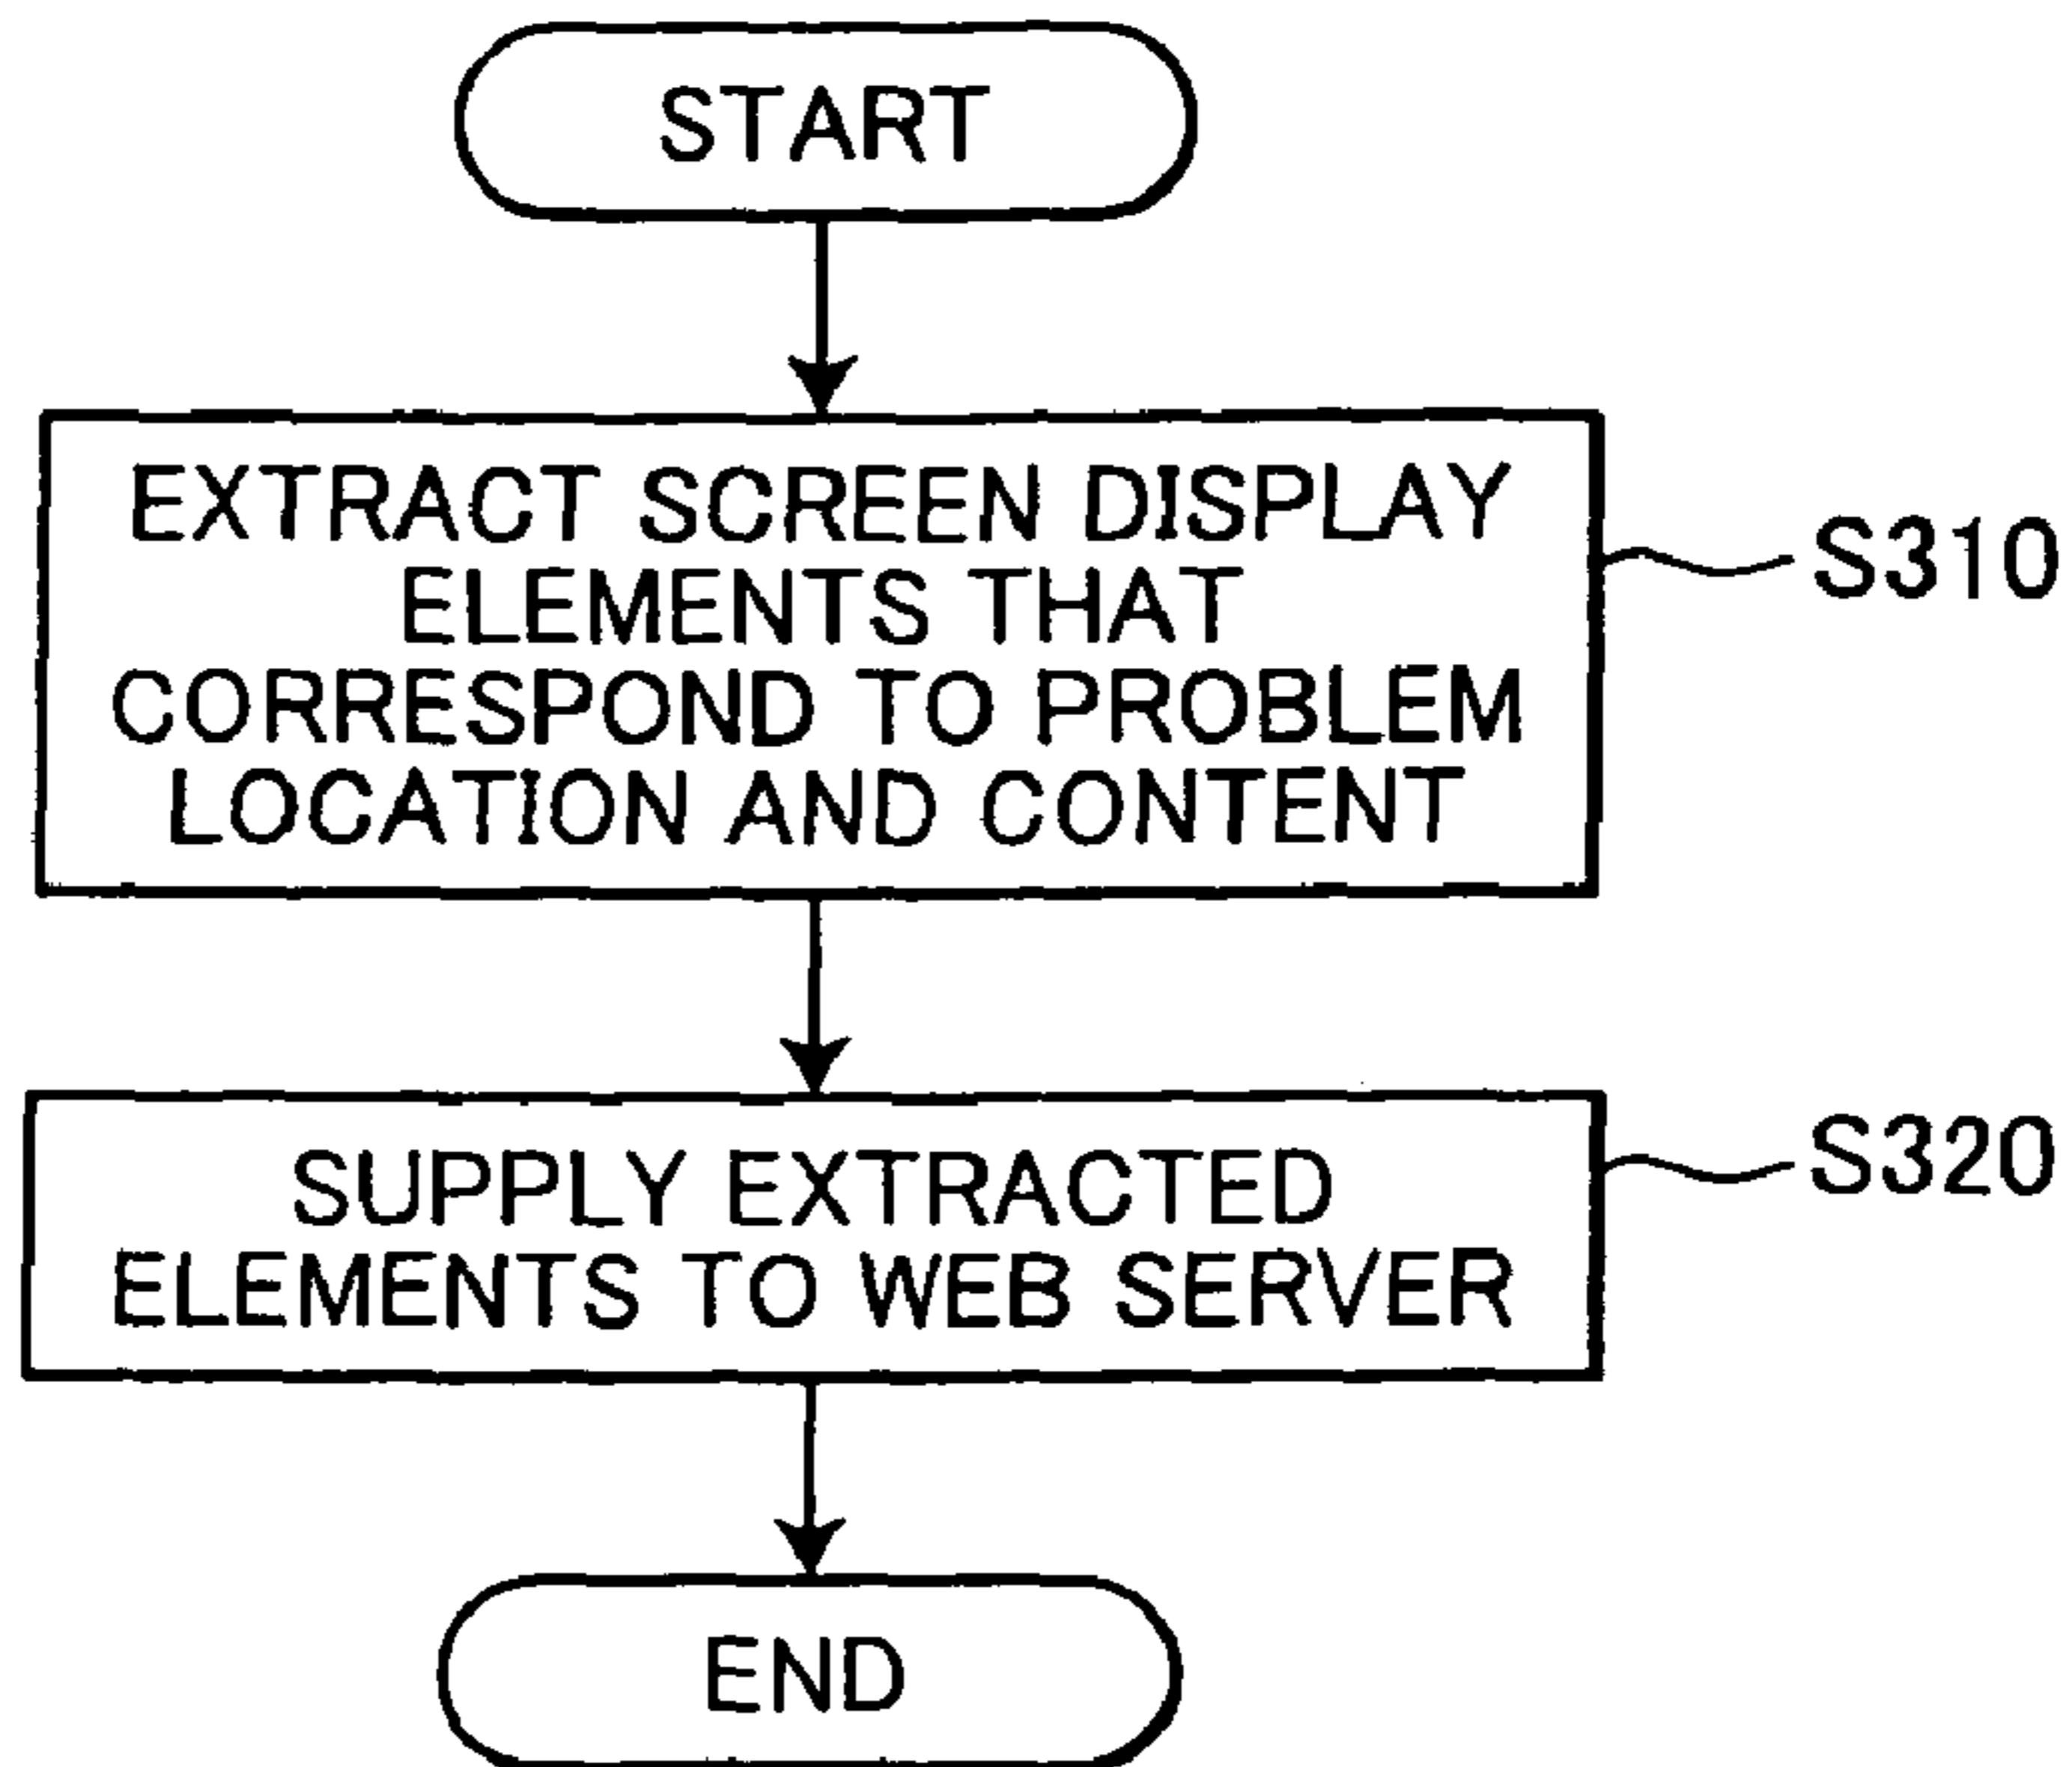 START
EXTRACT SCREEN DISPLAY
ELEMENTS THAT
CORRESPOND TO PROBLEM
LOCATION AND CONTENT
S310
SUPPLY EXTRACTED
ELEMENTS TO WEB SERVER
S320
END